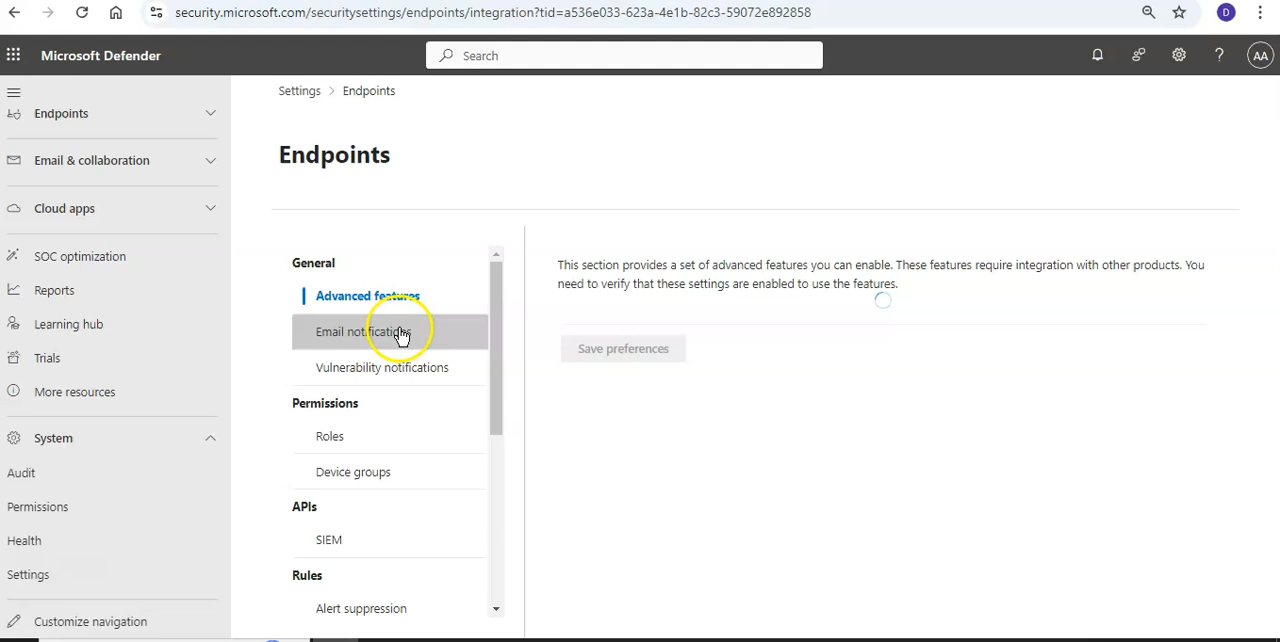 security.microsoft.com/securitysettings/endpoints/integration?tid=a536e033-623a-4e1b-82c3-59072e892858
D
Microsoft Defender
Search
?
AA
Endpoints
Email & collaboration
Cloud apps
SOC optimization
Reports
Learning hub
Trials
More resources
System
Audit
Permissions
Health
Settings
Customize navigation
Settings > Endpoints
Endpoints
General
Advanced features
Email notifications
Vulnerability notifications
Permissions
Roles
Device groups
APIs
SIEM
Rules
Alert suppression
This section provides a set of advanced features you can enable. These features require integration with other products. You
need to verify that these settings are enabled to use the features.
Save preferences